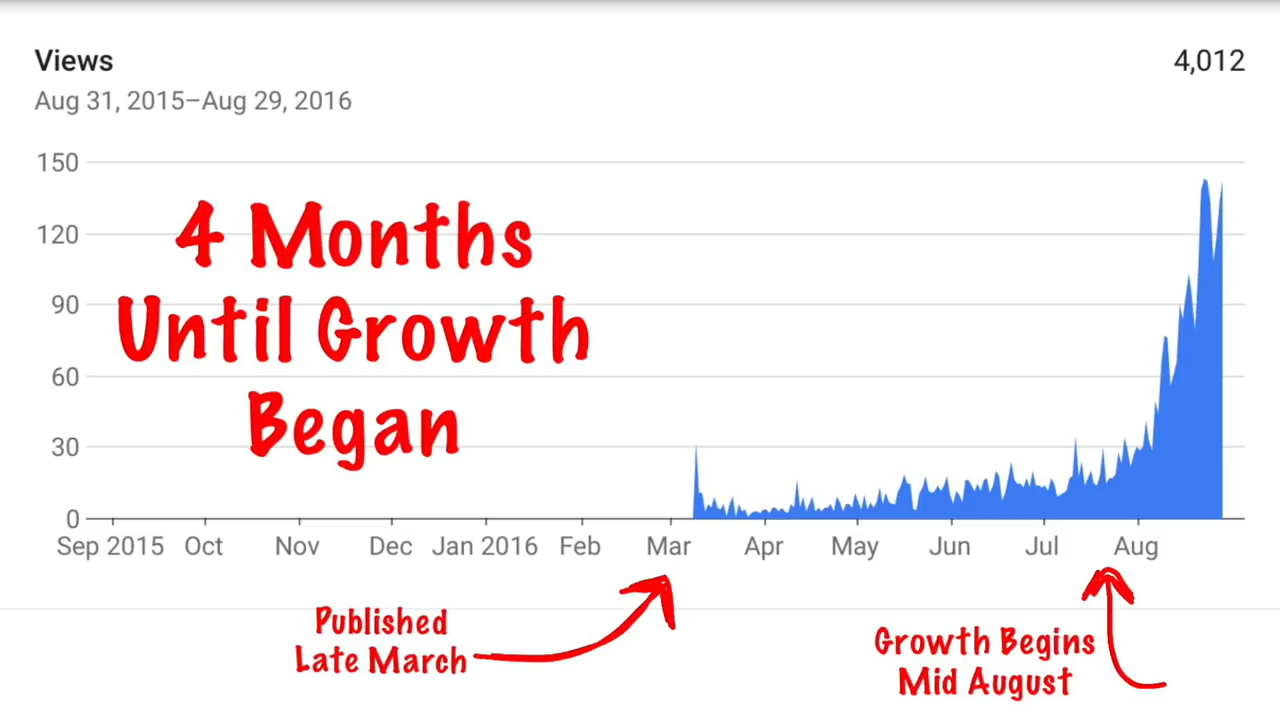 Views
4,012
Aug 31, 2015–Aug 29, 2016
150
120
90
60
30
0
4 Months
Until Growth
Began
Sep 2015 Oct Nov Dec Jan 2016 Feb Mar Apr May Jun Jul Aug
Published
Late March
Growth Begins
Mid August